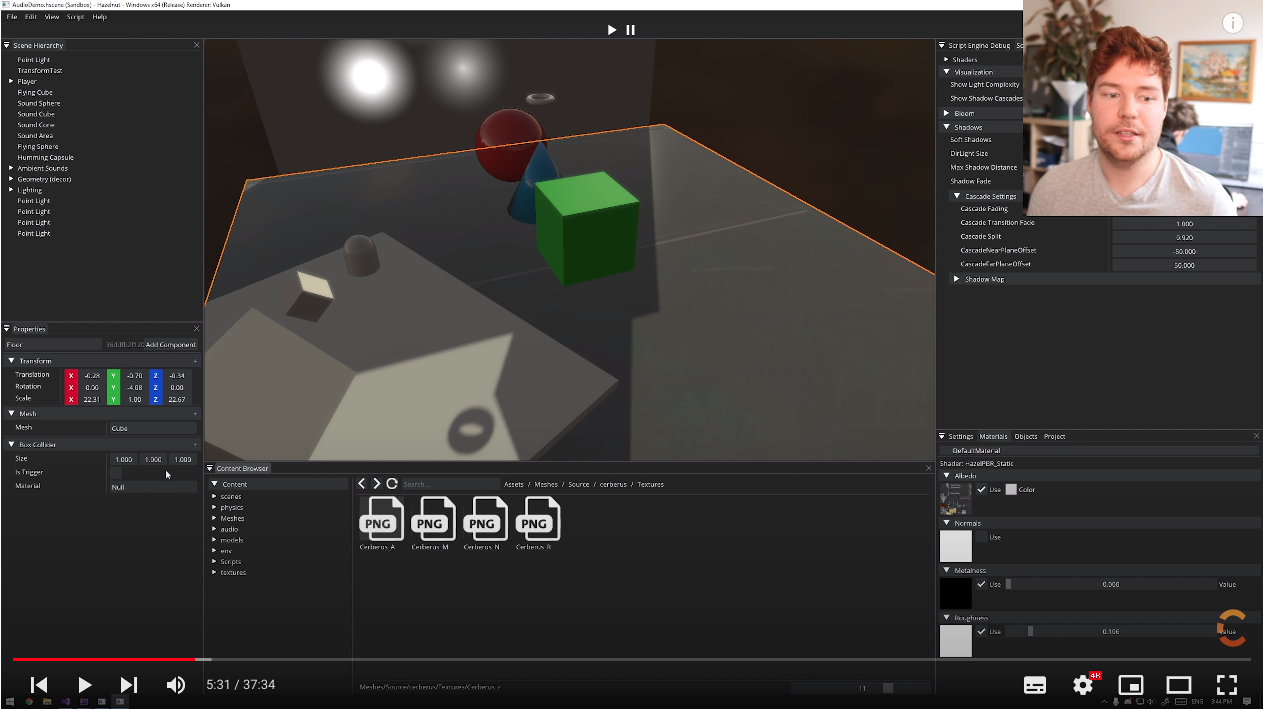 AudioDemo.hscene (Sandbox) - Hazelnut - Windows x64 (Release) Renderer: Vulkan
File Edit View Script Help
Scene Hierarchy
Point Light
TransformTest
Player
Flying Cube
Sound Sphere
Sound Cube
Sound Cone
Sound Area
Flying Sphere
Humming Capsule
Ambient Sounds
Geometry (decor)
Lighting
Point Light
Point Light
Point Light
Point Light
Properties
Floor Add Component
Transform
Translation X -0.28 Y -0.70 Z -0.34
Rotation X 0.00 Y -4.08 Z 0.00
Scale X 22.31 Y 1.00 Z 22.67
Mesh
Mesh Cube
Box Collider
Size 1.000 1.000 1.000
Is Trigger
Material Null
Content Browser
Content
scenes
physics
Meshes
audio
models
env
Scripts
textures
Search... Assets / Meshes / Source / cerberus / Textures
PNG PNG PNG PNG
Cerberus_A Cerberus_M Cerberus_N Cerberus_R
Meshes/Source/cerberus/Textures/Cerberus_
11
Script Engine Debug
Shaders
Visualization
Show Light Complexity
Show Shadow Cascades
Bloom
Shadows
Soft Shadows
DirLight Size
Max Shadow Distance
Shadow Fade
Cascade Settings
Cascade Fading
Cascade Transition Fade 1.000
Cascade Split 0.920
CascadeNearPlaneOffset -50.000
CascadeFarPlaneOffset 50.000
Shadow Map
Settings Materials Objects Project
DefaultMaterial
Shader: HazelPBR_Static
Albedo
Use Color
Normals
Use
Metalness
Use 0.000 Value
Roughness
Use 0.106 Value
5:31 / 37:34
4K
ENG 3:44 PM